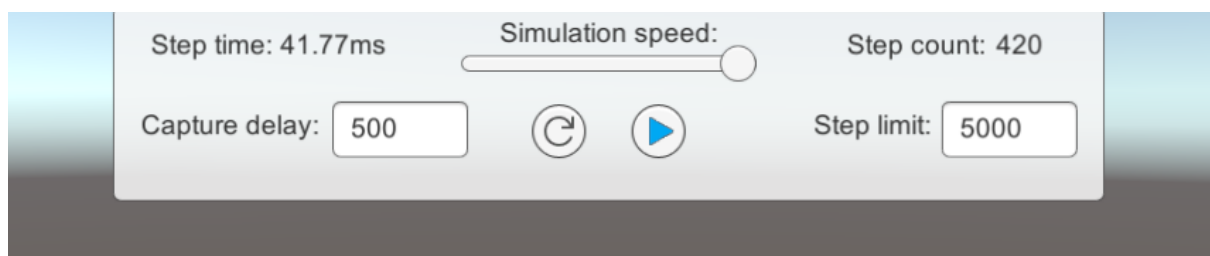 Step time: 41.77ms
Simulation speed:
Step count: 420
Capture delay: 500
Step limit: 5000